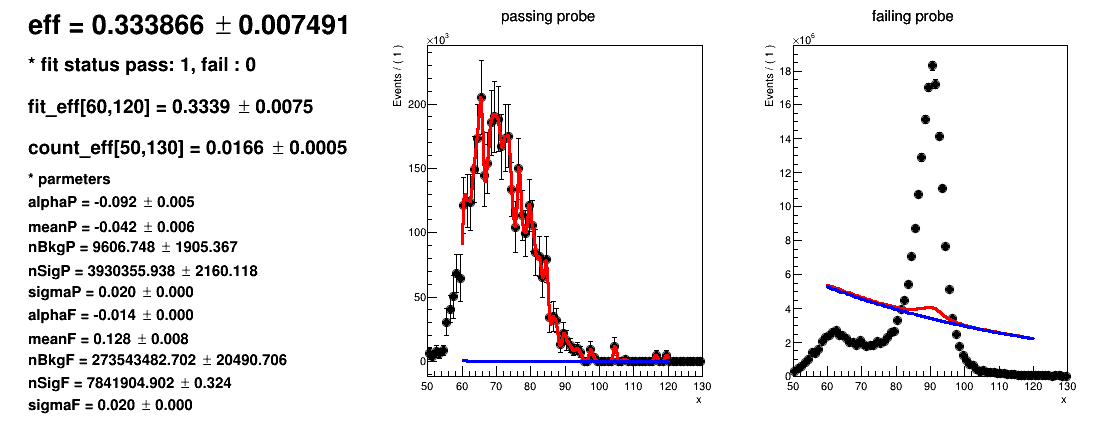 eff = 0.333866 ± 0.007491
* fit status pass: 1, fail : 0
fit_eff[60,120] = 0.3339 ± 0.0075
count_eff[50,130] = 0.0166 ± 0.0005
* parmeters
alphaP = -0.092 ± 0.005
meanP = -0.042 ± 0.006
nBkgP = 9606.748 ± 1905.367
nSigP = 3930355.938 ± 2160.118
sigmaP = 0.020 ± 0.000
alphaF = -0.014 ± 0.000
meanF = 0.128 ± 0.008
nBkgF = 273543482.702 ± 20490.706
nSigF = 7841904.902 ± 0.324
sigmaF = 0.020 ± 0.000
passing probe
×10³
Events / ( 1 )
200
150
100
50
0
50 60 70 80 90 100 110 120 130
x
failing probe
×10⁶
Events / ( 1 )
18
16
14
12
10
8
6
4
2
0
50 60 70 80 90 100 110 120 130
x